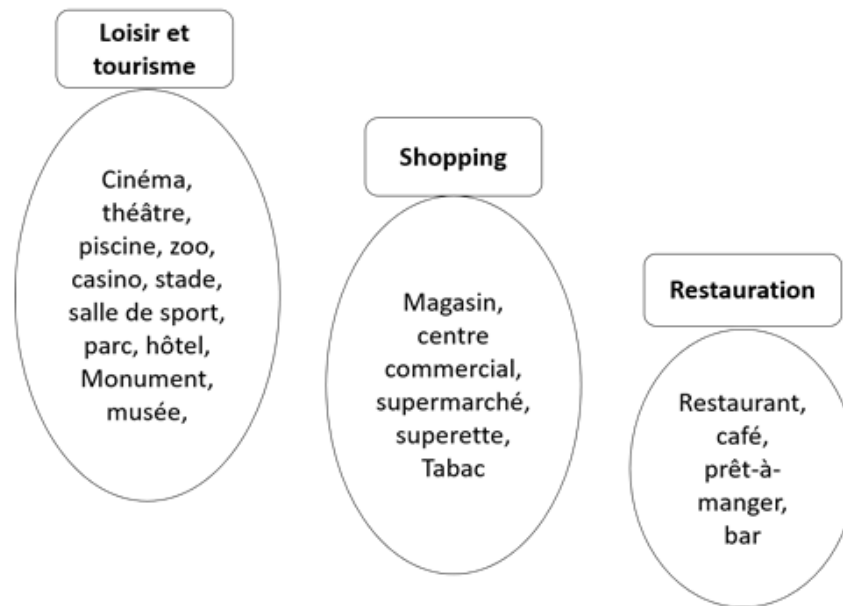 Loisir et
tourisme
Cinéma,
théâtre,
piscine, zoo,
casino, stade,
salle de sport,
parc, hôtel,
Monument,
musée,
Shopping
Magasin,
centre
commercial,
supermarché,
superette,
Tabac
Restauration
Restaurant,
café,
prêt-à-
manger,
bar